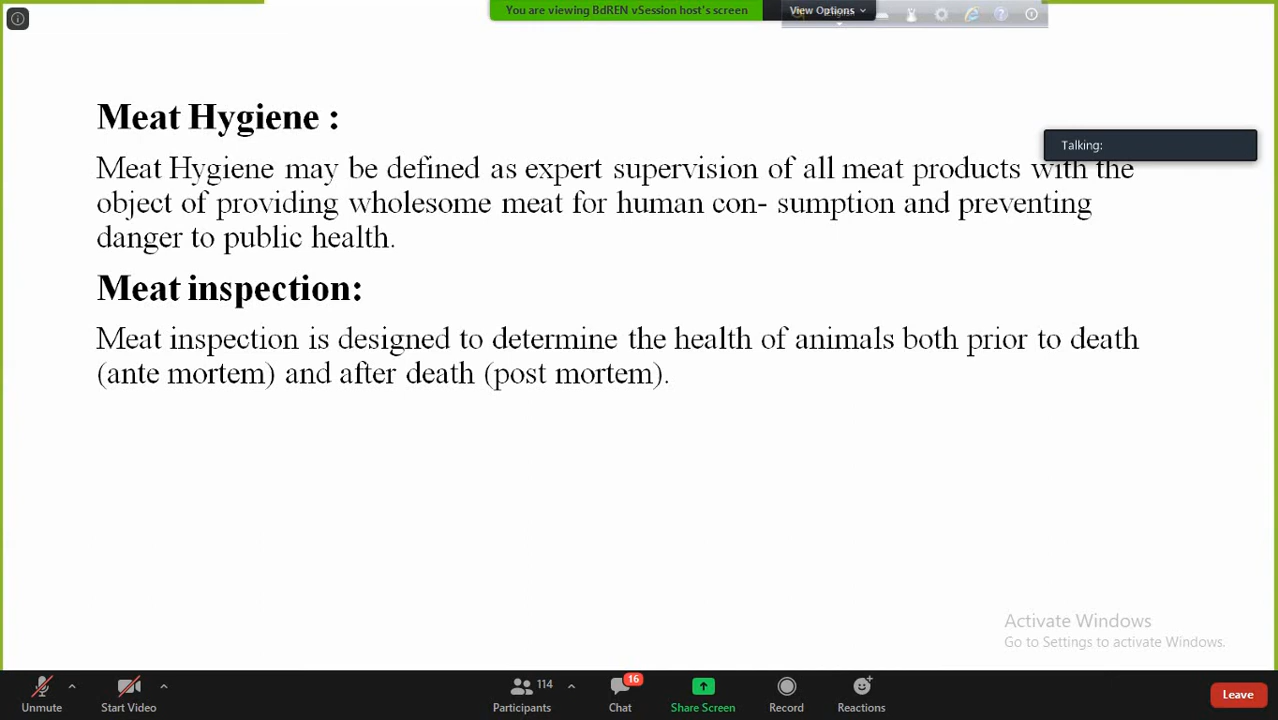 You are viewing BdREN vSession host's screen
View Options
Meat Hygiene :
Talking:
Meat Hygiene may be defined as expert supervision of all meat products with the
object of providing wholesome meat for human con- sumption and preventing
danger to public health.
Meat inspection:
Meat inspection is designed to determine the health of animals both prior to death
(ante mortem) and after death (post mortem).
Activate Windows
Go to Settings to activate Windows.
Unmute
Start Video
114
Participants
16
Chat
Share Screen
Record
Reactions
Leave